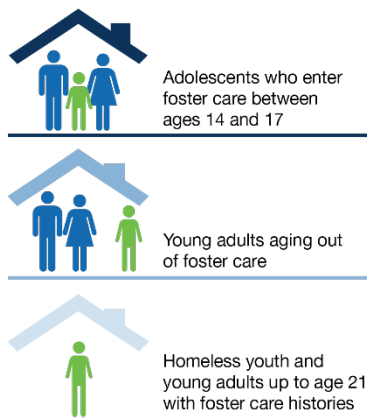 Adolescents who enter
foster care between
ages 14 and 17
Young adults aging out
of foster care
Homeless youth and
young adults up to age 21
with foster care histories